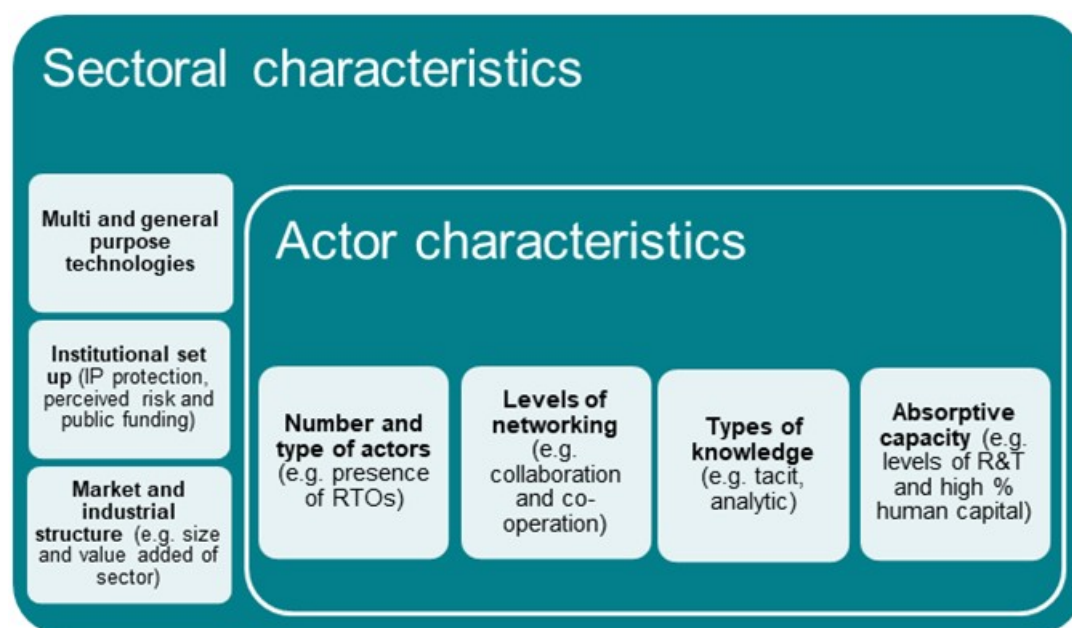 Sectoral characteristics
Multi and general
purpose
technologies
Institutional set
up (IP protection,
perceived risk and
public funding)
Market and
industrial
structure (e.g. size
and value added of
sector)
Actor characteristics
Number and
type of actors
(e.g. presence
of RTOs)
Levels of
networking
(e.g.
collaboration
and co-
operation)
Types of
knowledge
(e.g. tacit,
analytic)
Absorptive
capacity (e.g.
levels of R&T
and high %
human capital)